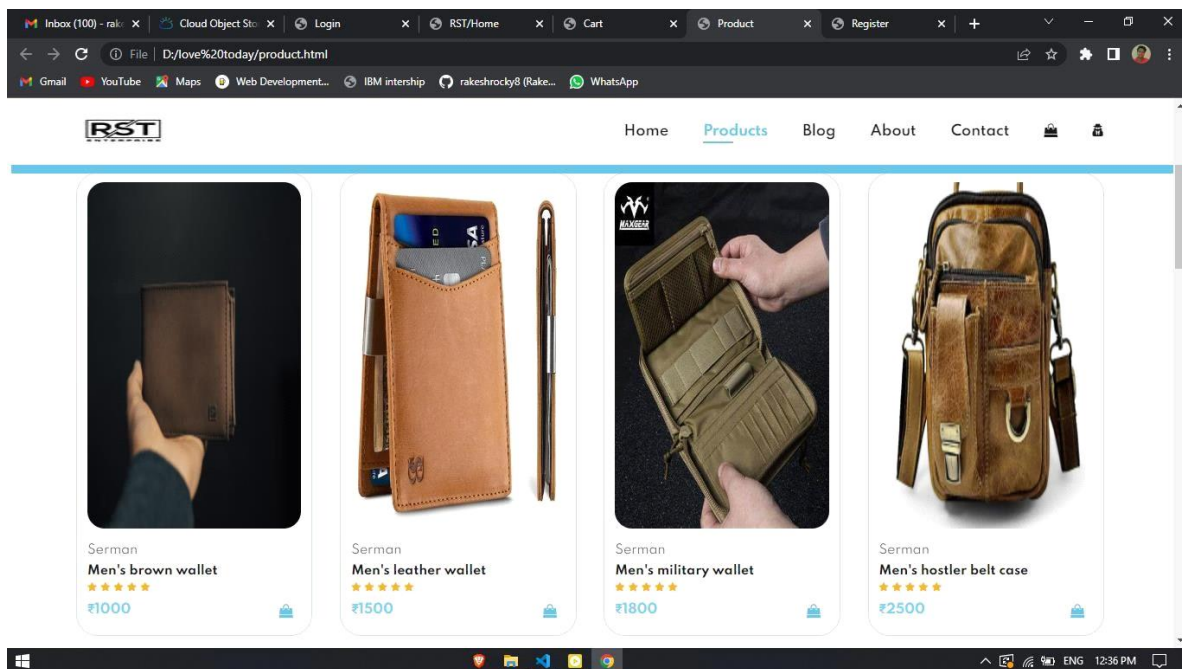 Inbox (100) - rak Cloud Object Sto Login RST/Home Cart Product Register
File D:/love%20today/product.html
Gmail YouTube Maps Web Development... IBM intership rakeshrocky8 (Rake... WhatsApp
RST
ENTERPRISE
Home Products Blog About Contact
MAXGEAR
VISA
RST
Serman Serman Serman Serman
Men's brown wallet Men's leather wallet Men's military wallet Men's hostler belt case
₹1000 ₹1500 ₹1800 ₹2500
ENG 12:36 PM